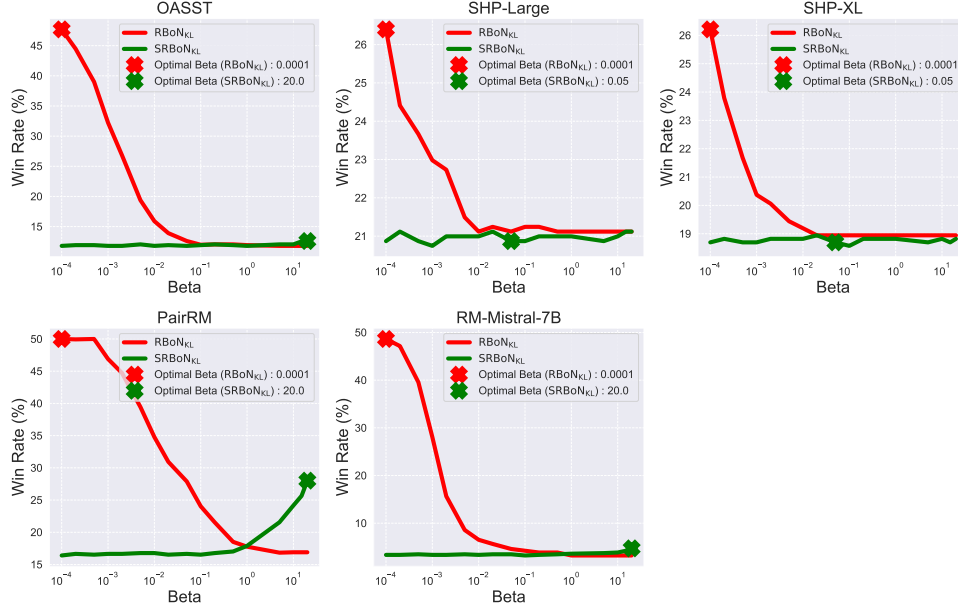 OASST
Win Rate (%)
45
40
35
30
25
20
15
RBoN_KL
SRBoN_KL
Optimal Beta (RBoN_KL) : 0.0001
Optimal Beta (SRBoN_KL) : 20.0
10^−4
10^−3
10^−2
10^−1
10^0
10^1
Beta
SHP-Large
Win Rate (%)
26
25
24
23
22
21
RBoN_KL
SRBoN_KL
Optimal Beta (RBoN_KL) : 0.0001
Optimal Beta (SRBoN_KL) : 0.05
10^−4
10^−3
10^−2
10^−1
10^0
10^1
Beta
SHP-XL
Win Rate (%)
26
25
24
23
22
21
20
19
RBoN_KL
SRBoN_KL
Optimal Beta (RBoN_KL) : 0.0001
Optimal Beta (SRBoN_KL) : 0.05
10^−4
10^−3
10^−2
10^−1
10^0
10^1
Beta
PairRM
Win Rate (%)
50
45
40
35
30
25
20
15
RBoN_KL
SRBoN_KL
Optimal Beta (RBoN_KL) : 0.0001
Optimal Beta (SRBoN_KL) : 20.0
10^−4
10^−3
10^−2
10^−1
10^0
10^1
Beta
RM-Mistral-7B
Win Rate (%)
50
40
30
20
10
RBoN_KL
SRBoN_KL
Optimal Beta (RBoN_KL) : 0.0001
Optimal Beta (SRBoN_KL) : 20.0
10^−4
10^−3
10^−2
10^−1
10^0
10^1
Beta